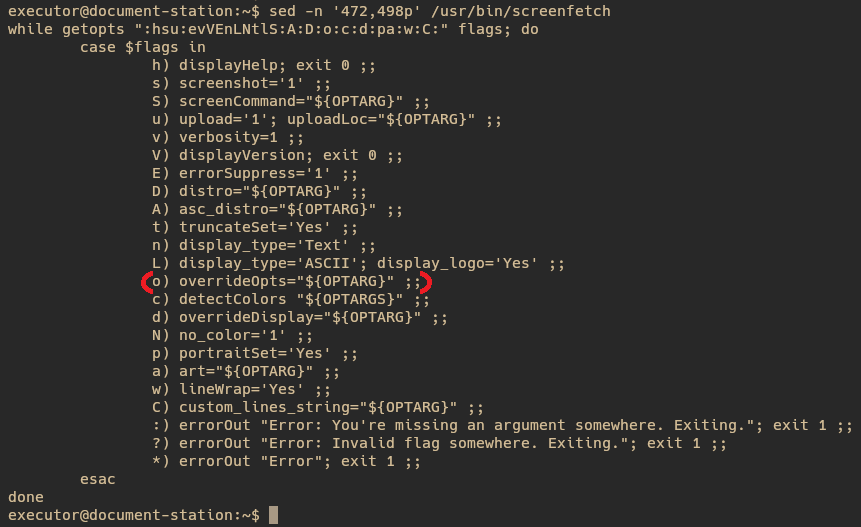 executor@document-station:~$ sed -n '472,498p' /usr/bin/screenfetch
while getopts ":hsu:evVEnLNtlS:A:D:o:c:d:pa:w:C:" flags; do
        case $flags in
                h) displayHelp; exit 0 ;;
                s) screenshot='1' ;;
                S) screenCommand="${OPTARG}" ;;
                u) upload='1'; uploadLoc="${OPTARG}" ;;
                v) verbosity=1 ;;
                V) displayVersion; exit 0 ;;
                E) errorSuppress='1' ;;
                D) distro="${OPTARG}" ;;
                A) asc_distro="${OPTARG}" ;;
                t) truncateSet='Yes' ;;
                n) display_type='Text' ;;
                L) display_type='ASCII'; display_logo='Yes' ;;
                o) overrideOpts="${OPTARG}" ;;
                c) detectColors "${OPTARGS}" ;;
                d) overrideDisplay="${OPTARG}" ;;
                N) no_color='1' ;;
                p) portraitSet='Yes' ;;
                a) art="${OPTARG}" ;;
                w) lineWrap='Yes' ;;
                C) custom_lines_string="${OPTARG}" ;;
                :) errorOut "Error: You're missing an argument somewhere. Exiting."; exit 1 ;;
                ?) errorOut "Error: Invalid flag somewhere. Exiting."; exit 1 ;;
                *) errorOut "Error"; exit 1 ;;
        esac
done
executor@document-station:~$